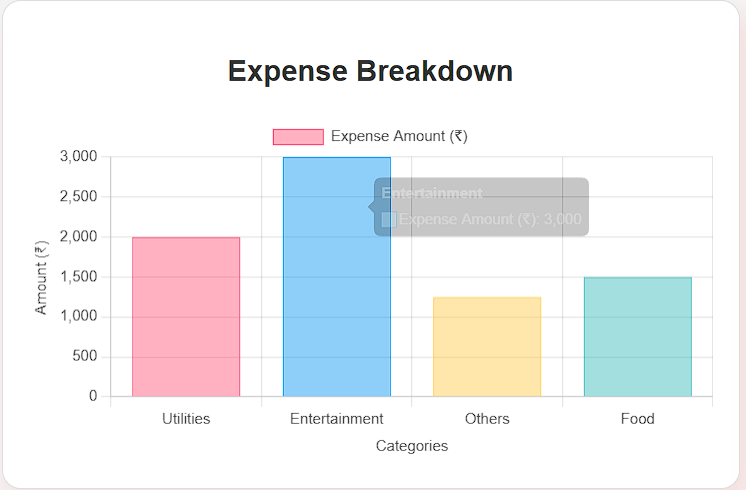 Expense Breakdown
Expense Amount (₹)
3,000
2,500
2,000
1,500
1,000
500
0
Amount (₹)
Entertainment
Expense Amount (₹): 3,000
Utilities
Entertainment
Others
Food
Categories